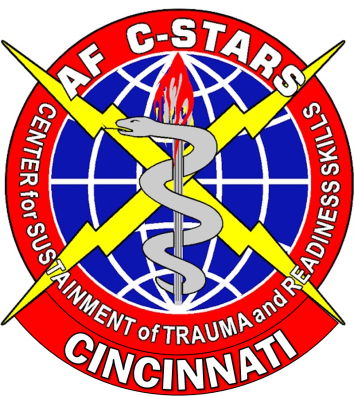 AF C-STARS
CENTER for SUSTAINMENT of TRAUMA and READINESS SKILLS
CINCINNATI